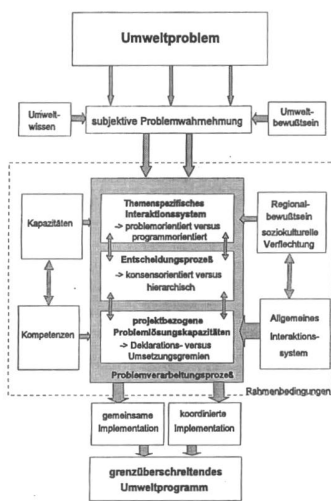 Umweltproblem
Umwelt-
wissen
subjektive Problemwahrnehmung
Umwelt-
bewußtsein
Themenspezifisches
Interaktionssystem
-> problemorientiert versus
programmorientiert
Kapazitäten
Regional-
bewußtsein
soziokulturelle
Verflechtung
Entscheidungsprozeß
-> konsensorientiert versus
hierarchisch
Kompetenzen
projektbezogene
Problemlösungskapazitäten
-> Deklarations- versus
Umsetzungsgremien
Allgemeines
Interaktions-
system
Problemverarbeitungsprozeß
Rahmenbedingungen
gemeinsame
Implementation
koordinierte
Implementation
grenzüberschreitendes
Umweltprogramm